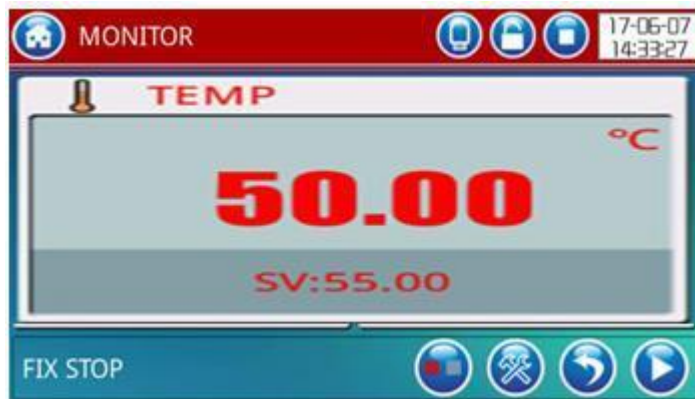 MONITOR
17-06-07
14:33:27
TEMP
°C
50.00
SV:55.00
FIX STOP